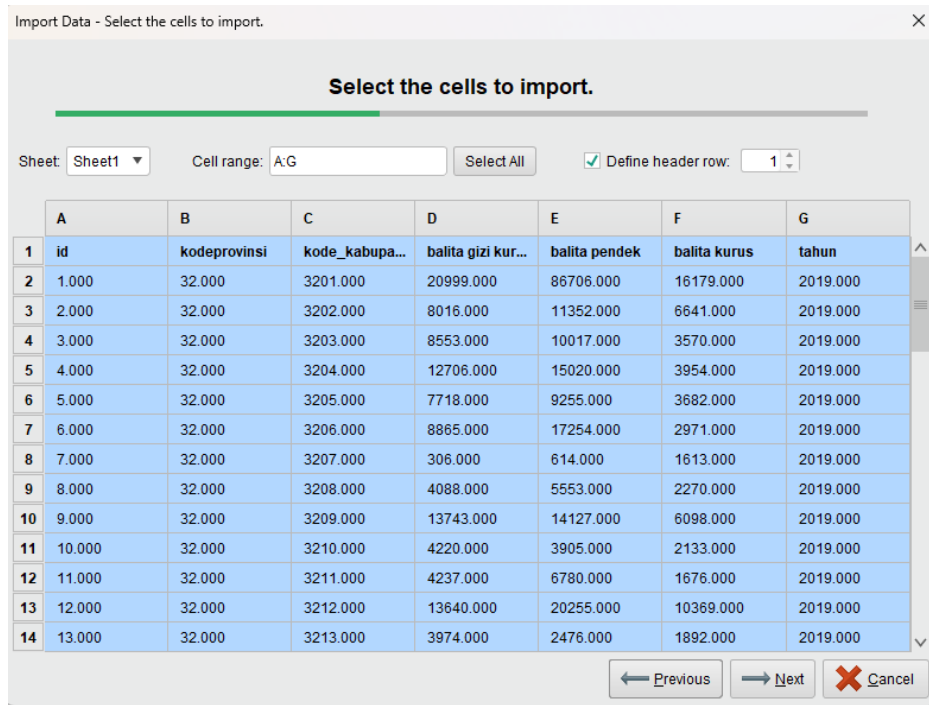 Import Data - Select the cells to import.
Select the cells to import.
Sheet: Sheet1 Cell range: A:G Select All Define header row: 1
A B C D E F G
1 id kodeprovinsi kode_kabupa... balita gizi kur... balita pendek balita kurus tahun
2 1.000 32.000 3201.000 20999.000 86706.000 16179.000 2019.000
3 2.000 32.000 3202.000 8016.000 11352.000 6641.000 2019.000
4 3.000 32.000 3203.000 8553.000 10017.000 3570.000 2019.000
5 4.000 32.000 3204.000 12706.000 15020.000 3954.000 2019.000
6 5.000 32.000 3205.000 7718.000 9255.000 3682.000 2019.000
7 6.000 32.000 3206.000 8865.000 17254.000 2971.000 2019.000
8 7.000 32.000 3207.000 306.000 614.000 1613.000 2019.000
9 8.000 32.000 3208.000 4088.000 5553.000 2270.000 2019.000
10 9.000 32.000 3209.000 13743.000 14127.000 6098.000 2019.000
11 10.000 32.000 3210.000 4220.000 3905.000 2133.000 2019.000
12 11.000 32.000 3211.000 4237.000 6780.000 1676.000 2019.000
13 12.000 32.000 3212.000 13640.000 20255.000 10369.000 2019.000
14 13.000 32.000 3213.000 3974.000 2476.000 1892.000 2019.000
Previous Next Cancel